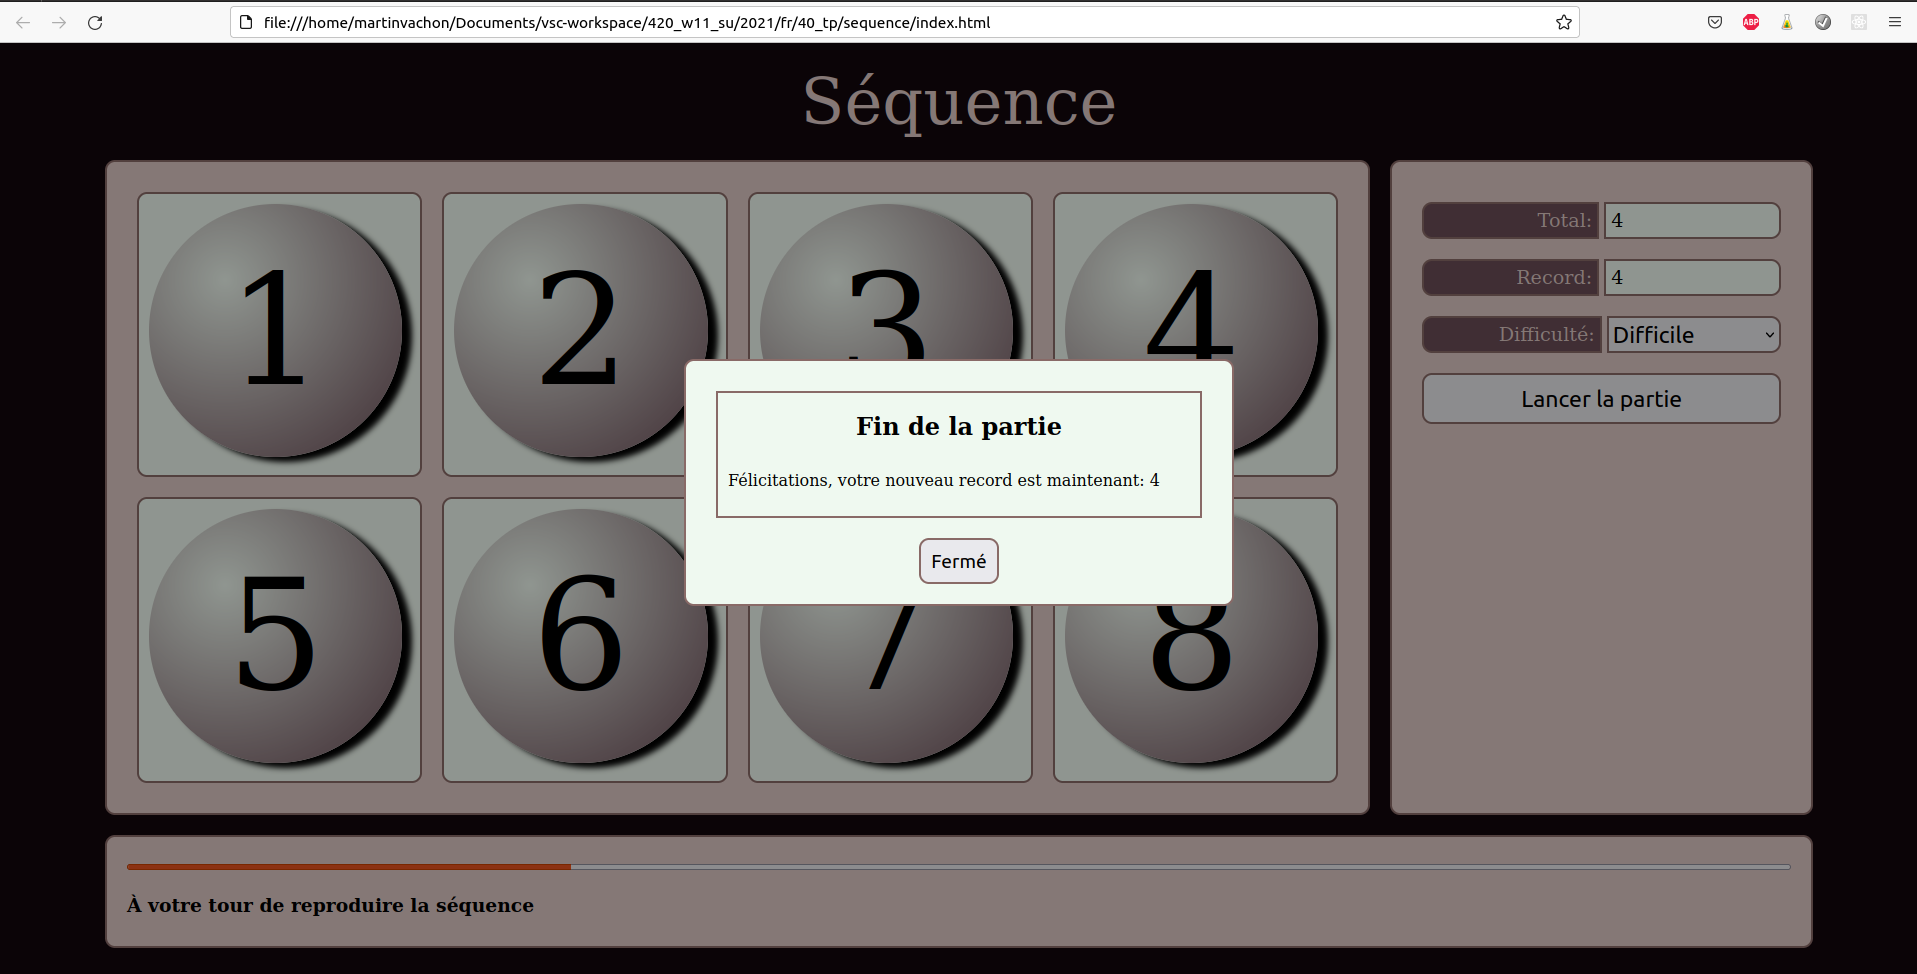 file:///home/martinvachon/Documents/vsc-workspace/420_w11_su/2021/fr/40_tp/sequence/index.html
ABP
Séquence
1
2
3
4
5
6
7
8
Total: 4
Record: 4
Difficulté: Difficile
Lancer la partie
Fin de la partie
Félicitations, votre nouveau record est maintenant: 4
Fermé
À votre tour de reproduire la séquence